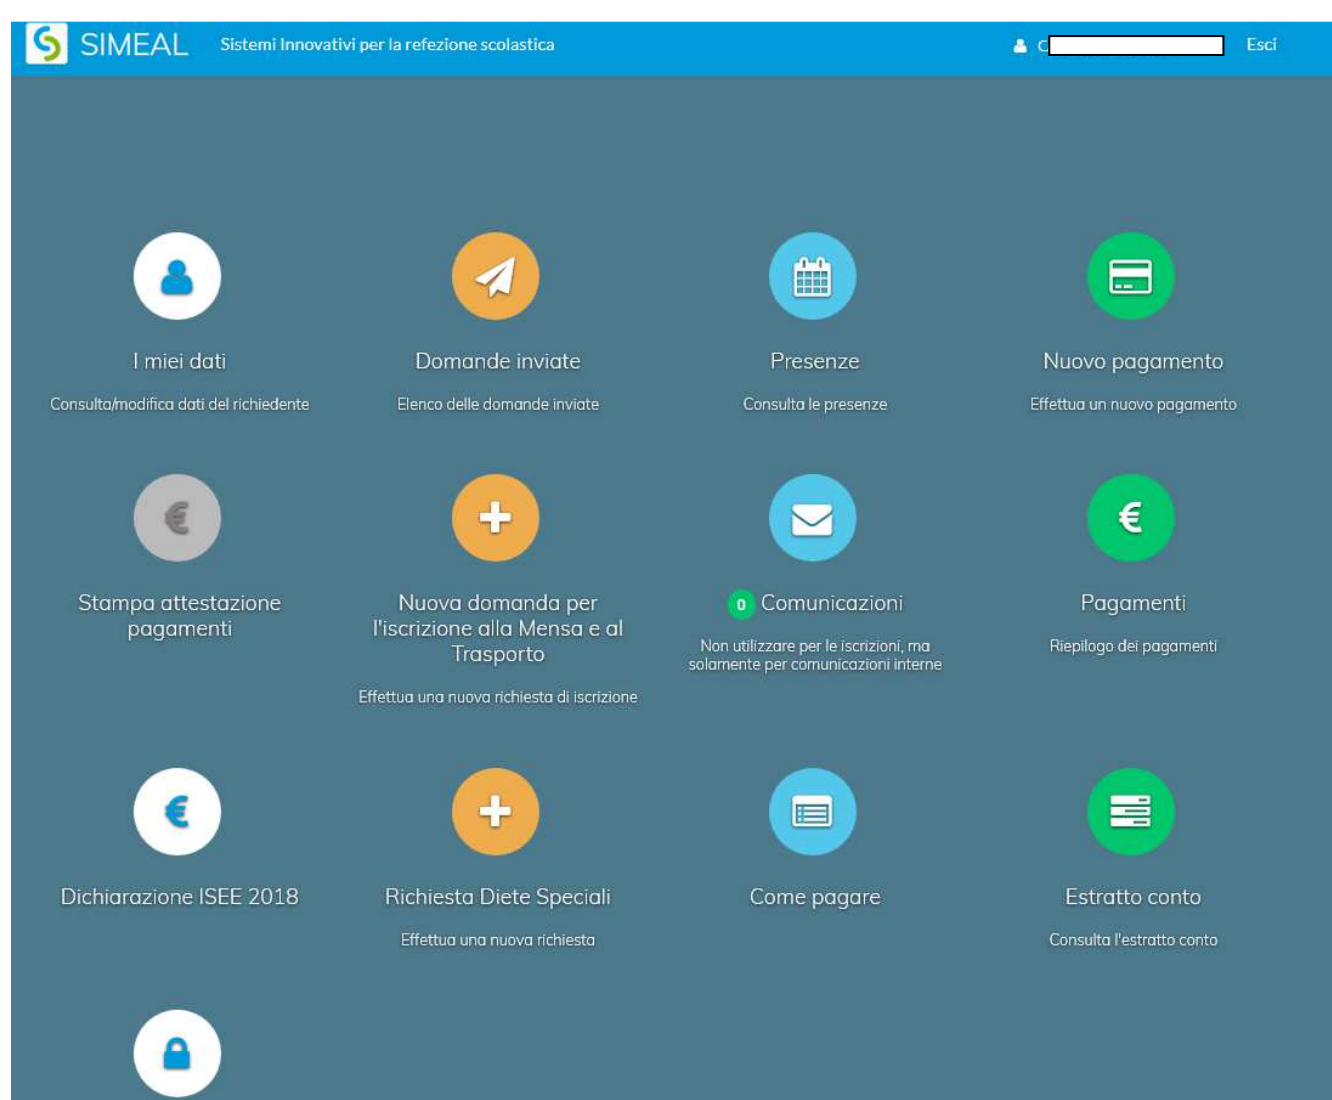 SIMEAL Sistemi Innovativi per la refezione scolastica C Esci
I miei dati
Consulta/modifica dati del richiedente
Domande inviate
Elenco delle domande inviate
Presenze
Consulta le presenze
Nuovo pagamento
Effettua un nuovo pagamento
€
Stampa attestazione
pagamenti
Nuova domanda per
l'iscrizione alla Mensa e al
Trasporto
Effettua una nuova richiesta di iscrizione
0 Comunicazioni
Non utilizzare per le iscrizioni, ma
solamente per comunicazioni interne
€
Pagamenti
Riepilogo dei pagamenti
€
Dichiarazione ISEE 2018
Richiesta Diete Speciali
Effettua una nuova richiesta
Come pagare
Estratto conto
Consulta l'estratto conto